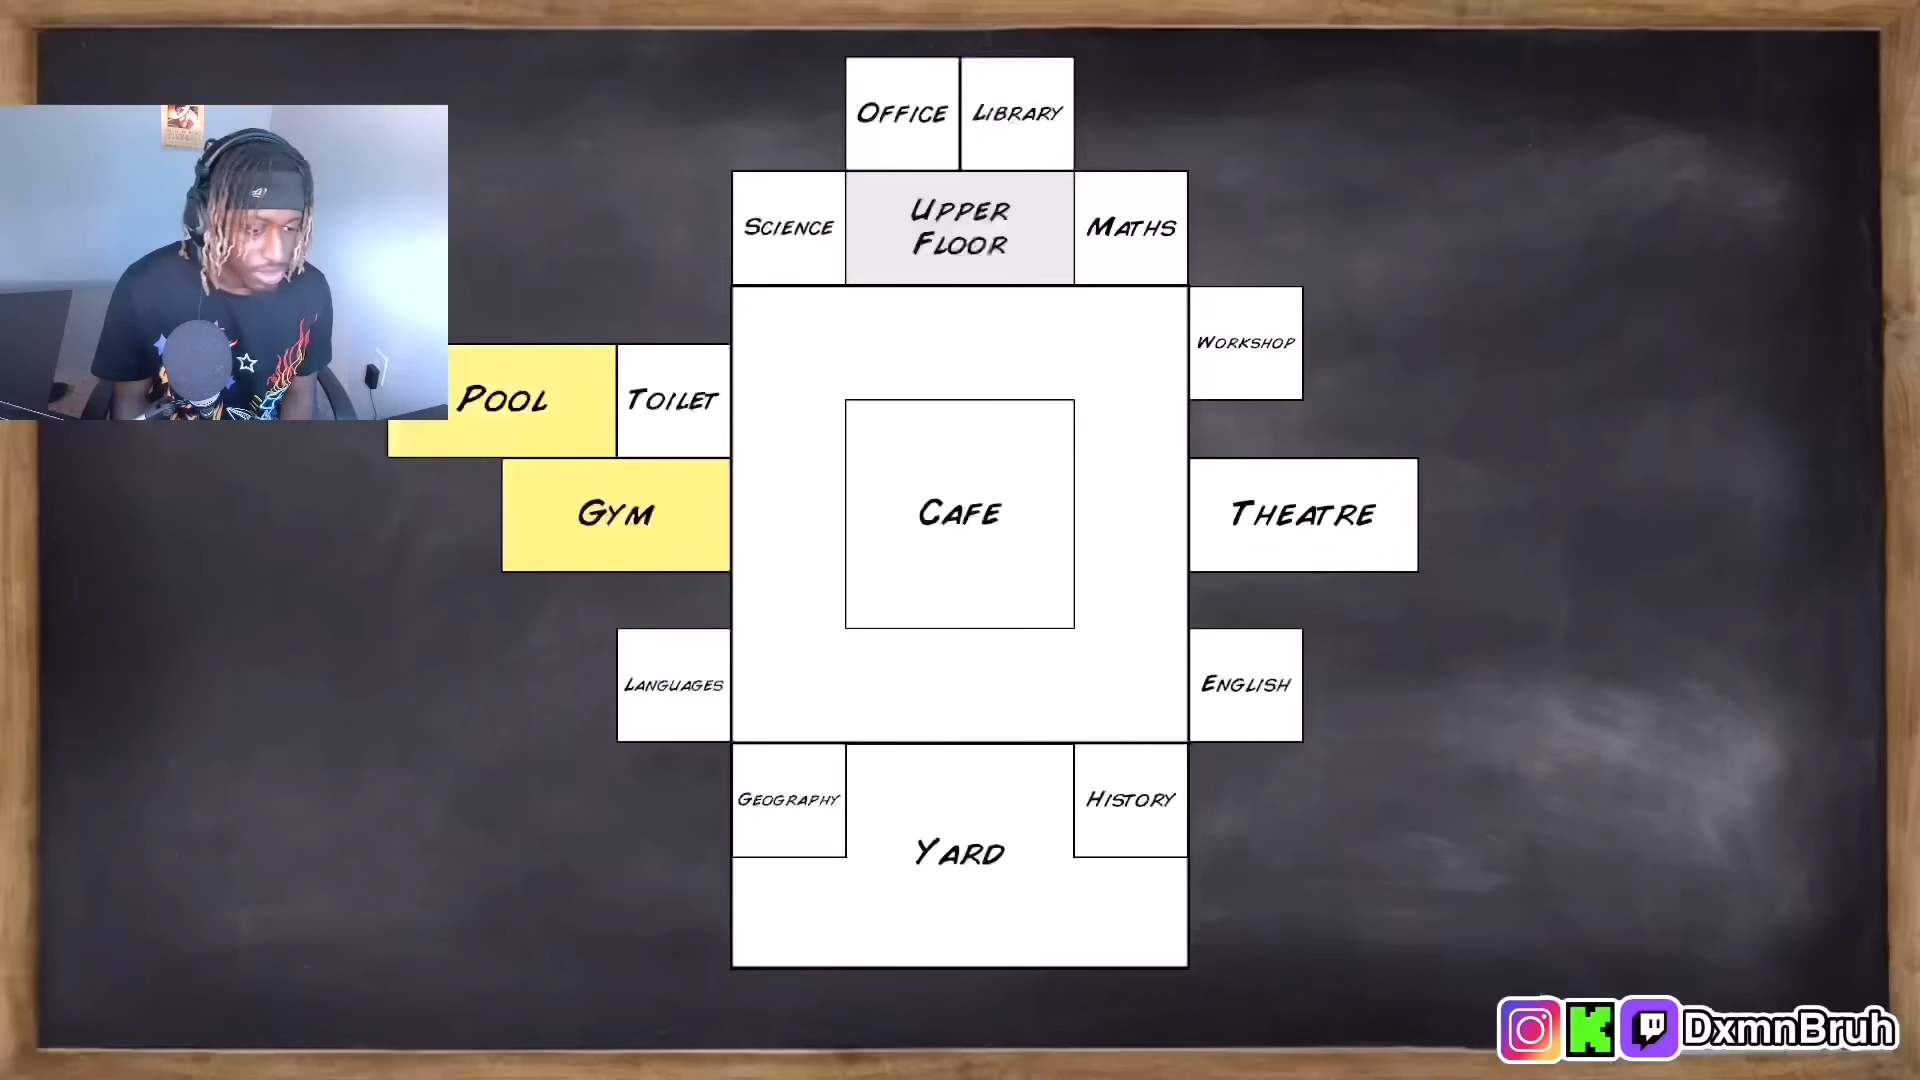 OFFICE
LIBRARY
SCIENCE
UPPER
FLOOR
MATHS
WORKSHOP
POOL
TOILET
CAFE
GYM
THEATRE
LANGUAGES
ENGLISH
GEOGRAPHY
HISTORY
YARD
DxmnBruh